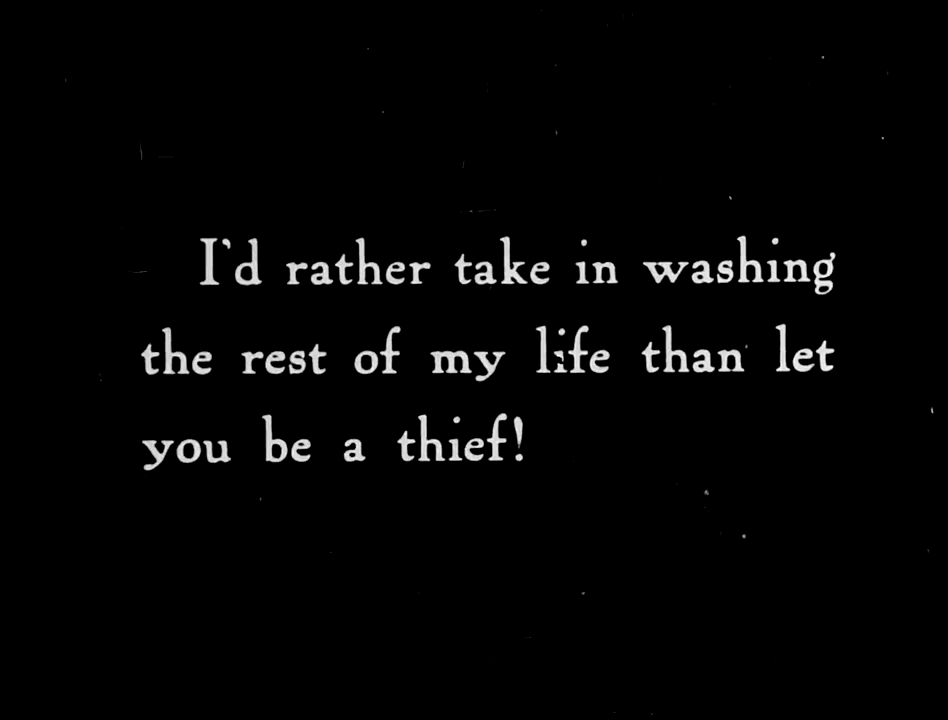 I'd rather take in washing
the rest of my life than let
you be a thief!